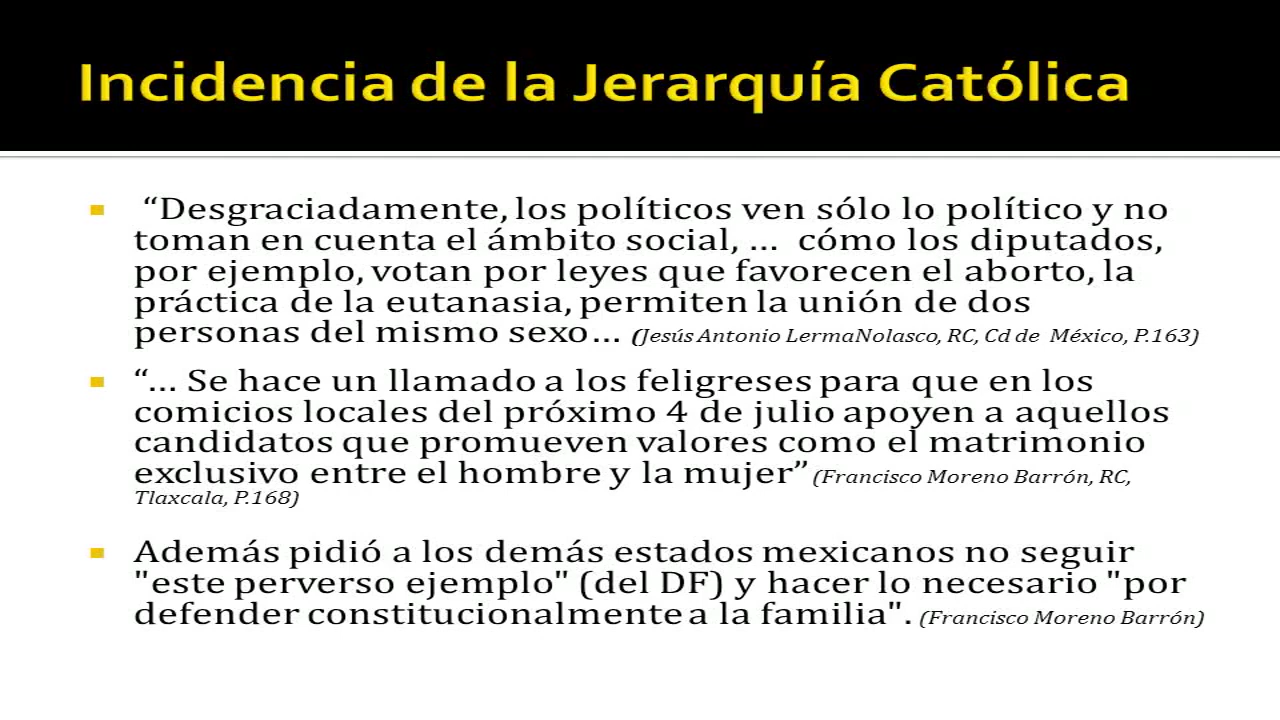 Incidencia de la Jerarquía Católica
“Desgraciadamente, los políticos ven sólo lo político y no
toman en cuenta el ámbito social, ... cómo los diputados,
por ejemplo, votan por leyes que favorecen el aborto, la
práctica de la eutanasia, permiten la unión de dos
personas del mismo sexo... (Jesús Antonio LermaNolasco, RC, Cd de México, P.163)
“... Se hace un llamado a los feligreses para que en los
comicios locales del próximo 4 de julio apoyen a aquellos
candidatos que promueven valores como el matrimonio
exclusivo entre el hombre y la mujer” (Francisco Moreno Barrón, RC,
Tlaxcala, P.168)
Además pidió a los demás estados mexicanos no seguir
"este perverso ejemplo" (del DF) y hacer lo necesario "por
defender constitucionalmente a la familia". (Francisco Moreno Barrón)